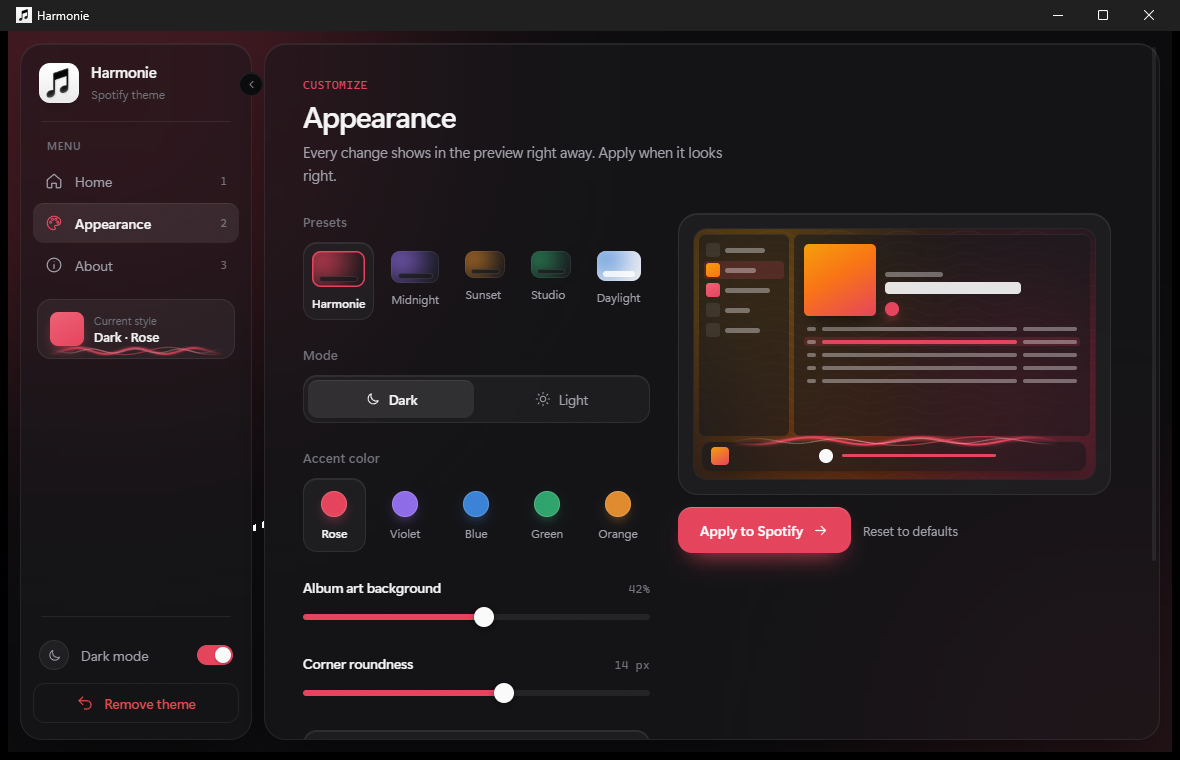 Harmonie
Harmonie
Spotify theme
MENU
Home 1
Appearance 2
About 3
Current style
Dark · Rose
Dark mode
Remove theme
CUSTOMIZE
Appearance
Every change shows in the preview right away. Apply when it looks
right.
Presets
Harmonie
Midnight
Sunset
Studio
Daylight
Mode
Dark
Light
Accent color
Rose
Violet
Blue
Green
Orange
Album art background 42%
Corner roundness 14 px
Apply to Spotify →
Reset to defaults